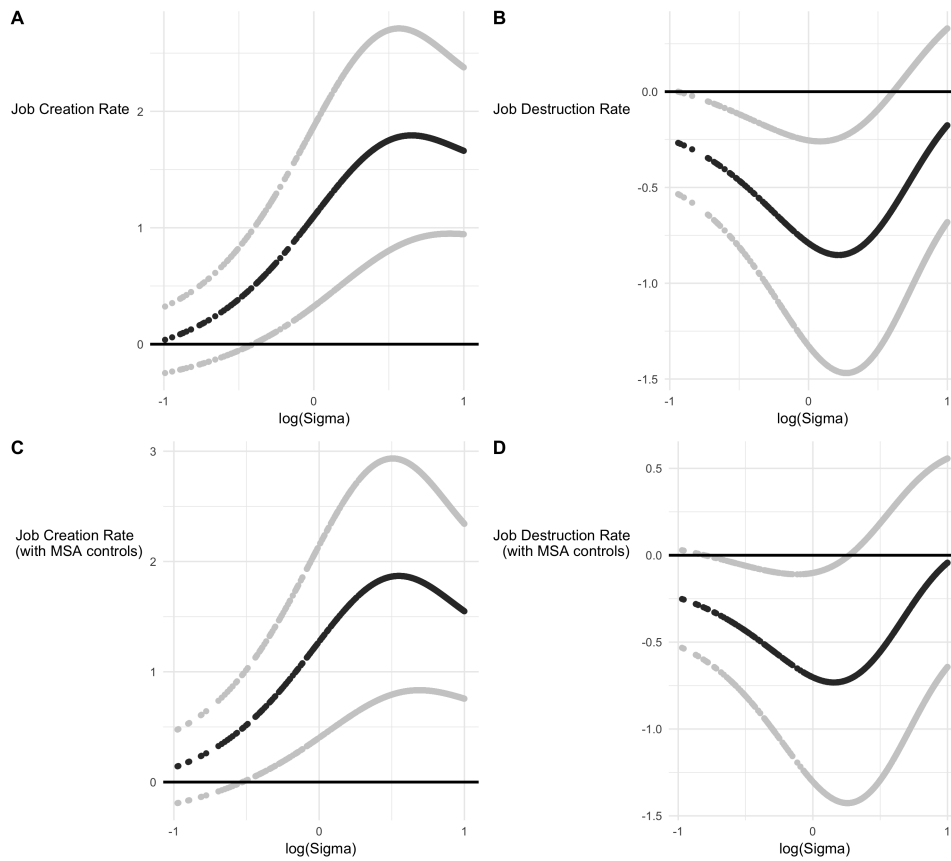 A
Job Creation Rate
2
1
0
-1
0
1
log(Sigma)
B
Job Destruction Rate
0.0
-0.5
-1.0
-1.5
-1
0
1
log(Sigma)
C
Job Creation Rate
(with MSA controls)
3
2
1
0
-1
0
1
log(Sigma)
D
Job Destruction Rate
(with MSA controls)
0.5
0.0
-0.5
-1.0
-1.5
-1
0
1
log(Sigma)